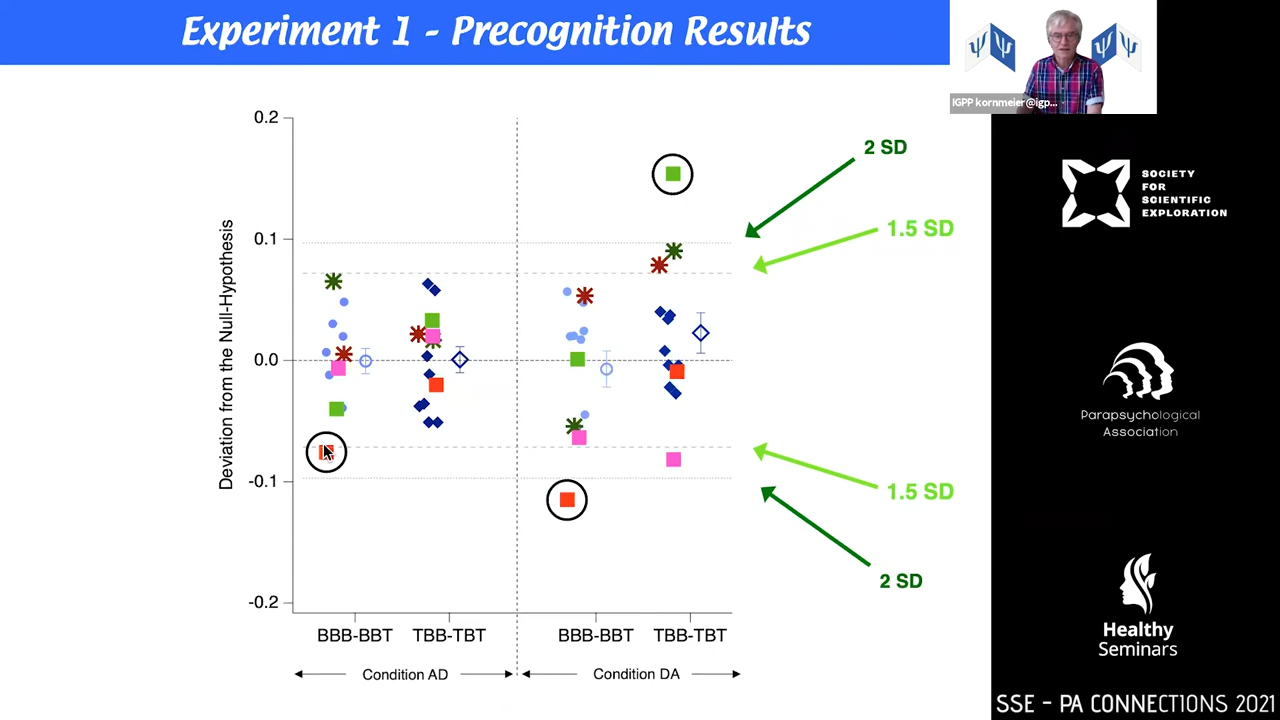 Experiment 1 - Precognition Results
IGPP kornmeier@igp...
0.2
0.1
0.0
-0.1
-0.2
Deviation from the Null-Hypothesis
2 SD
1.5 SD
1.5 SD
2 SD
BBB-BBT
TBB-TBT
BBB-BBT
TBB-TBT
Condition AD
Condition DA
SOCIETY
FOR
SCIENTIFIC
EXPLORATION
Parapsychological
Association
Healthy
Seminars
SSE - PA CONNECTIONS 2021